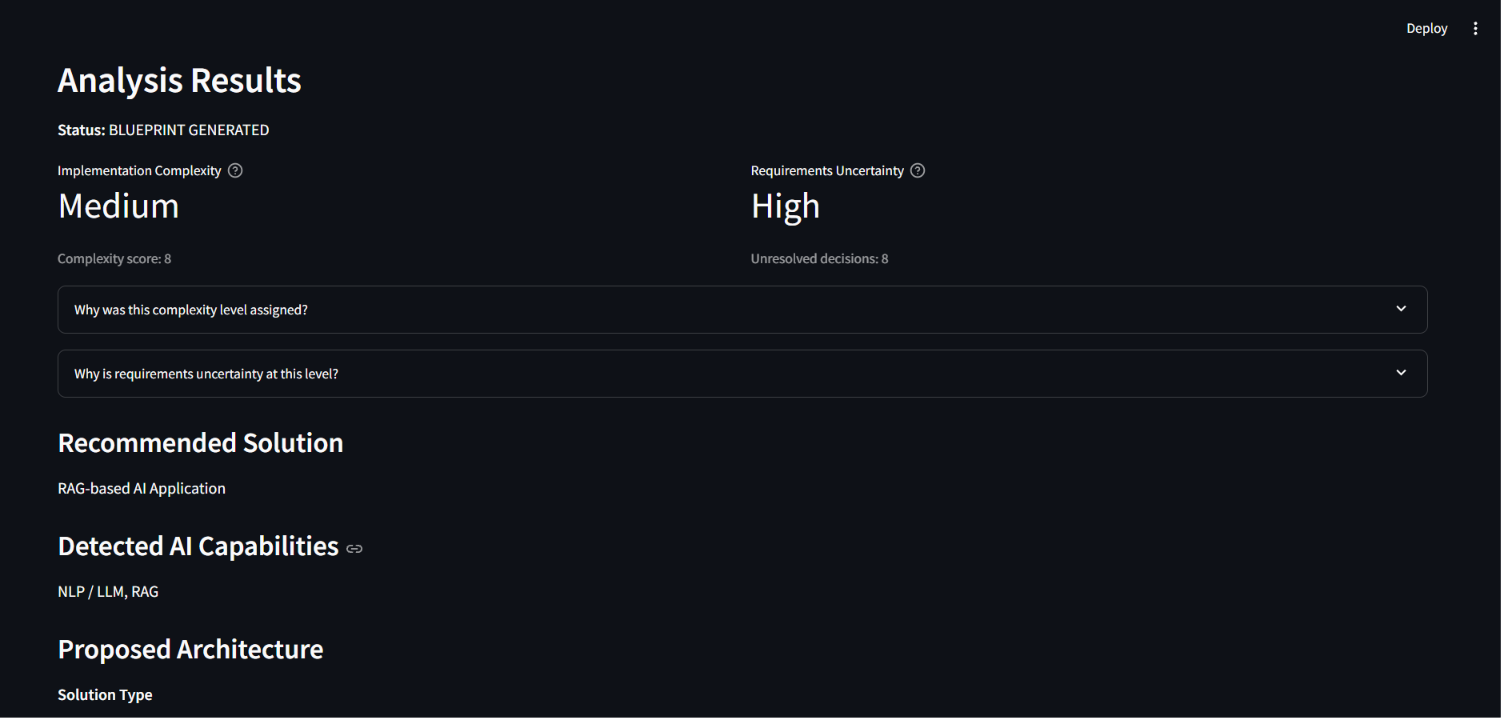 Deploy
Analysis Results
Status: BLUEPRINT GENERATED
Implementation Complexity
Requirements Uncertainty
Medium
High
Complexity score: 8
Unresolved decisions: 8
Why was this complexity level assigned?
Why is requirements uncertainty at this level?
Recommended Solution
RAG-based AI Application
Detected AI Capabilities
NLP / LLM, RAG
Proposed Architecture
Solution Type